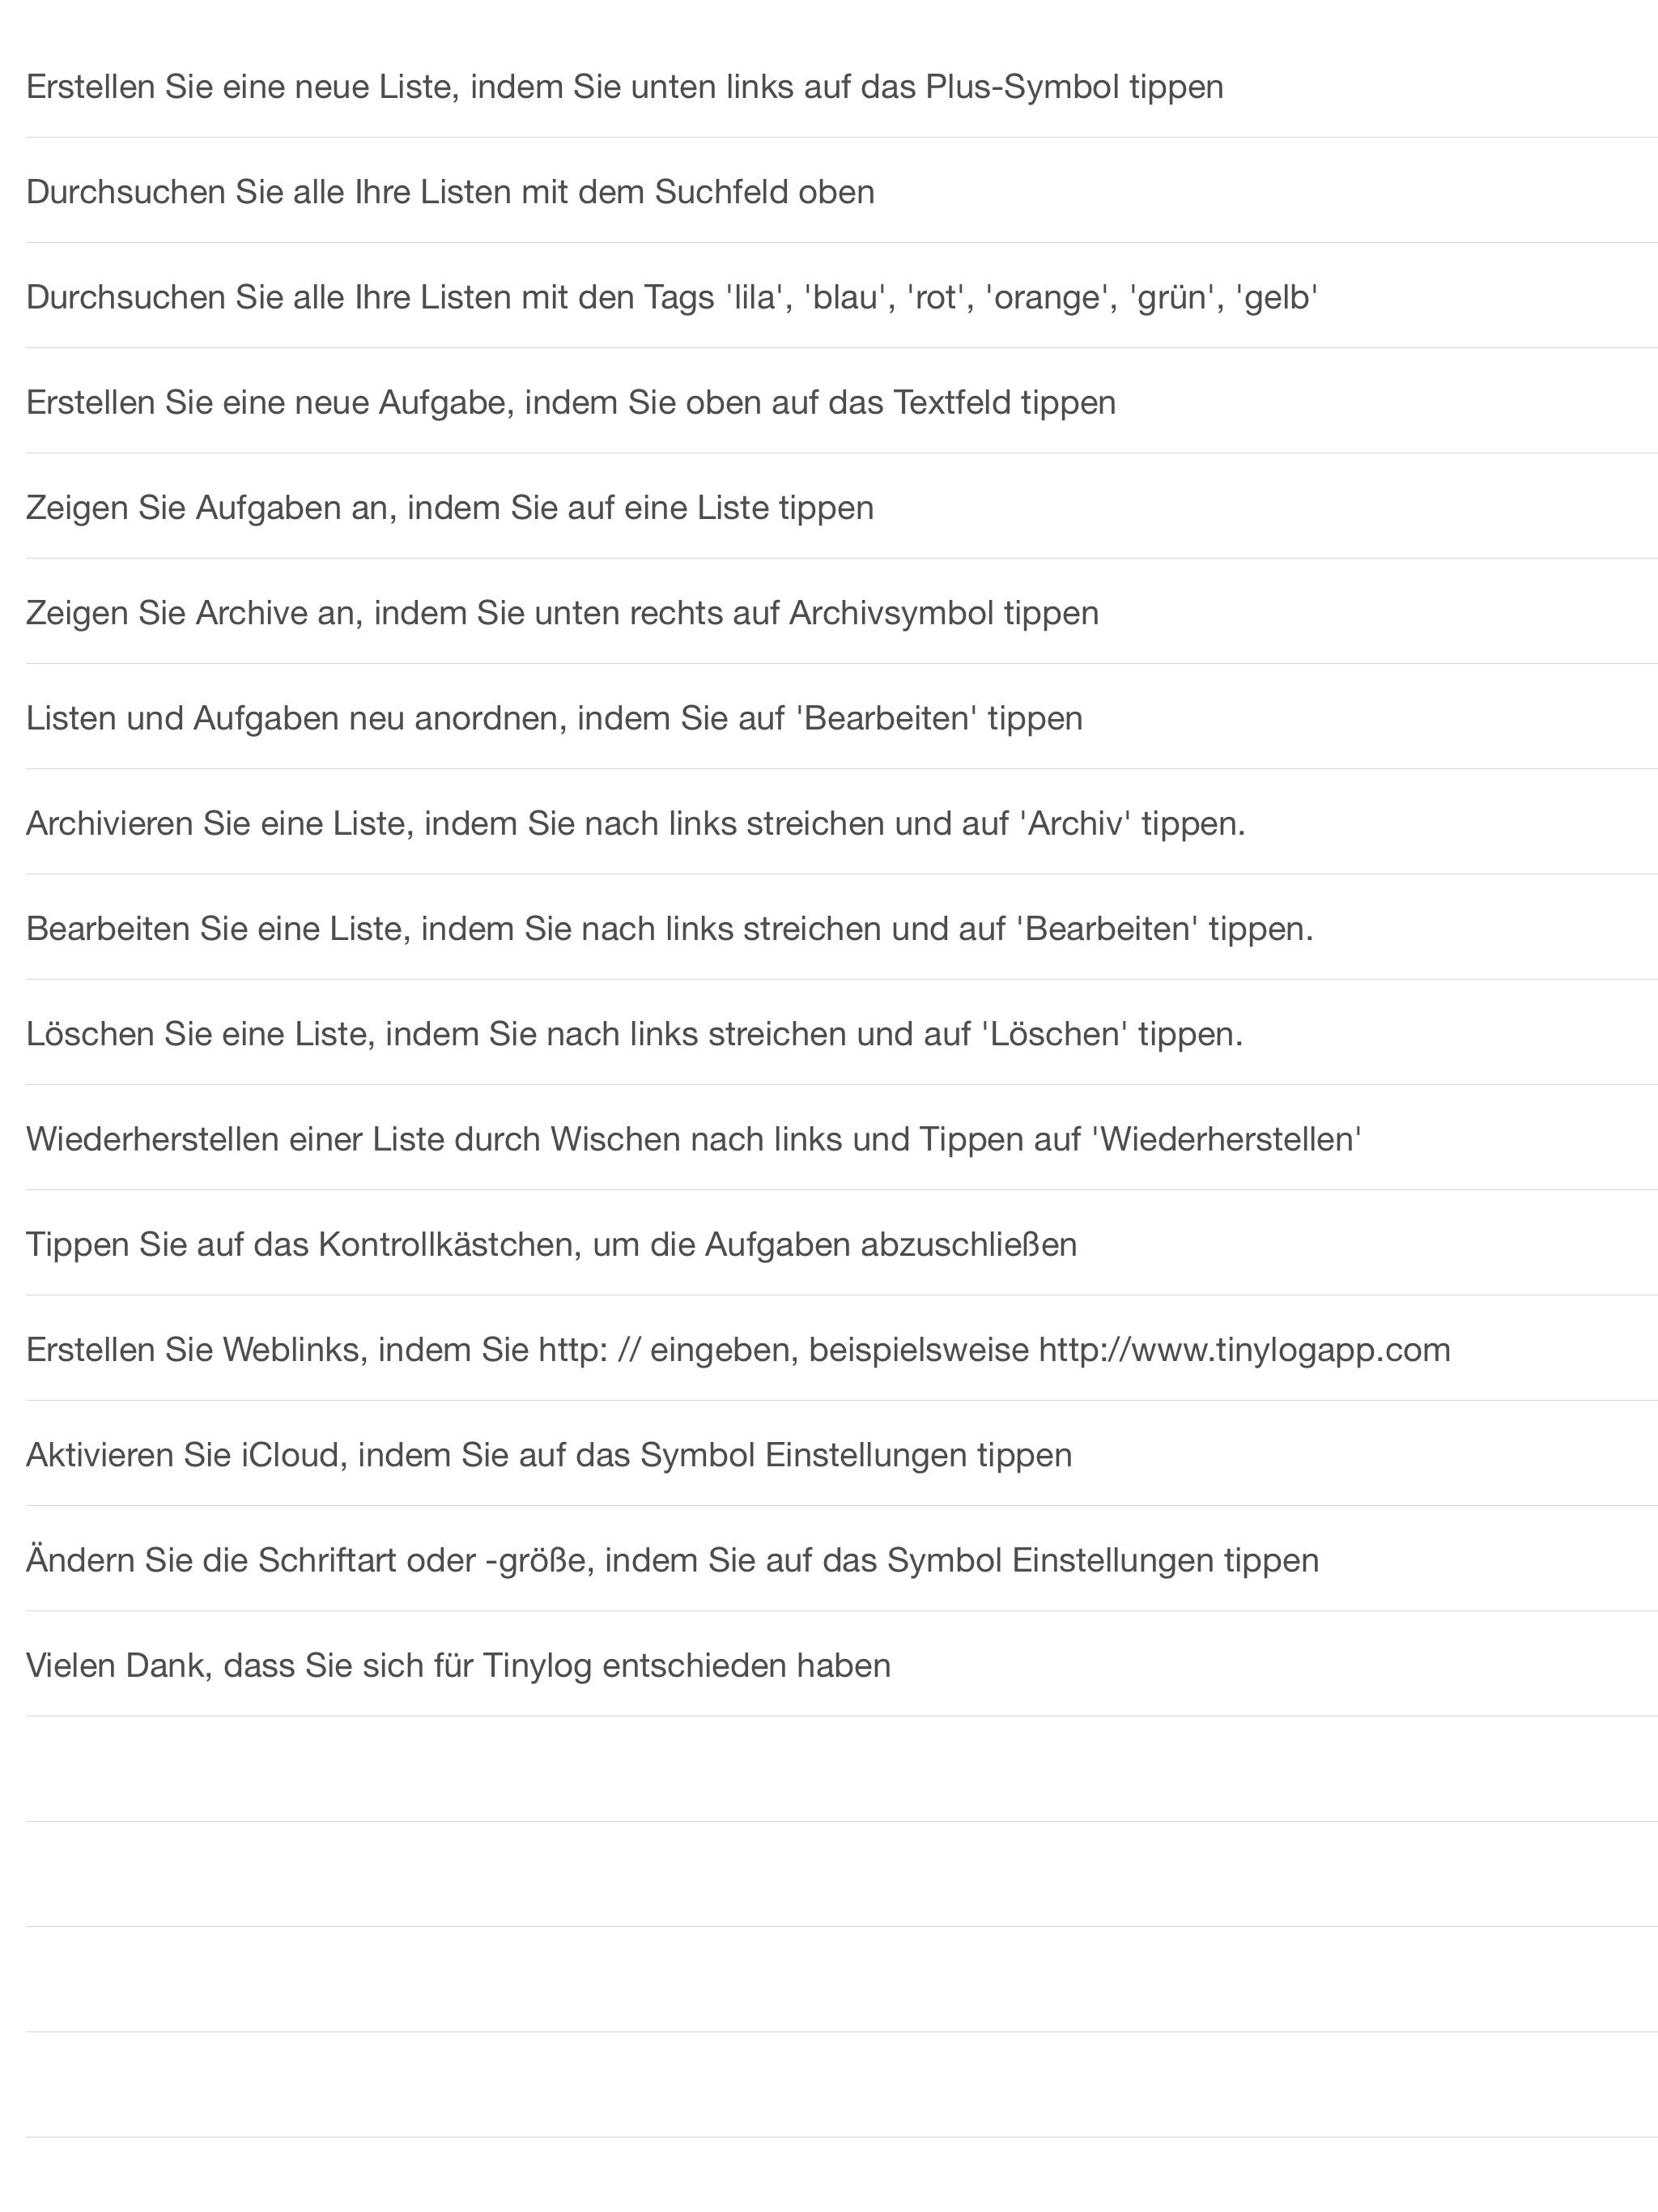 Erstellen Sie eine neue Liste, indem Sie unten links auf das Plus-Symbol tippen
Durchsuchen Sie alle Ihre Listen mit dem Suchfeld oben
Durchsuchen Sie alle Ihre Listen mit den Tags 'lila', 'blau', 'rot', 'orange', 'grün', 'gelb'
Erstellen Sie eine neue Aufgabe, indem Sie oben auf das Textfeld tippen
Zeigen Sie Aufgaben an, indem Sie auf eine Liste tippen
Zeigen Sie Archive an, indem Sie unten rechts auf Archivsymbol tippen
Listen und Aufgaben neu anordnen, indem Sie auf 'Bearbeiten' tippen
Archivieren Sie eine Liste, indem Sie nach links streichen und auf 'Archiv' tippen.
Bearbeiten Sie eine Liste, indem Sie nach links streichen und auf 'Bearbeiten' tippen.
Löschen Sie eine Liste, indem Sie nach links streichen und auf 'Löschen' tippen.
Wiederherstellen einer Liste durch Wischen nach links und Tippen auf 'Wiederherstellen'
Tippen Sie auf das Kontrollkästchen, um die Aufgaben abzuschließen
Erstellen Sie Weblinks, indem Sie http: // eingeben, beispielsweise http://www.tinylogapp.com
Aktivieren Sie iCloud, indem Sie auf das Symbol Einstellungen tippen
Ändern Sie die Schriftart oder -größe, indem Sie auf das Symbol Einstellungen tippen
Vielen Dank, dass Sie sich für Tinylog entschieden haben